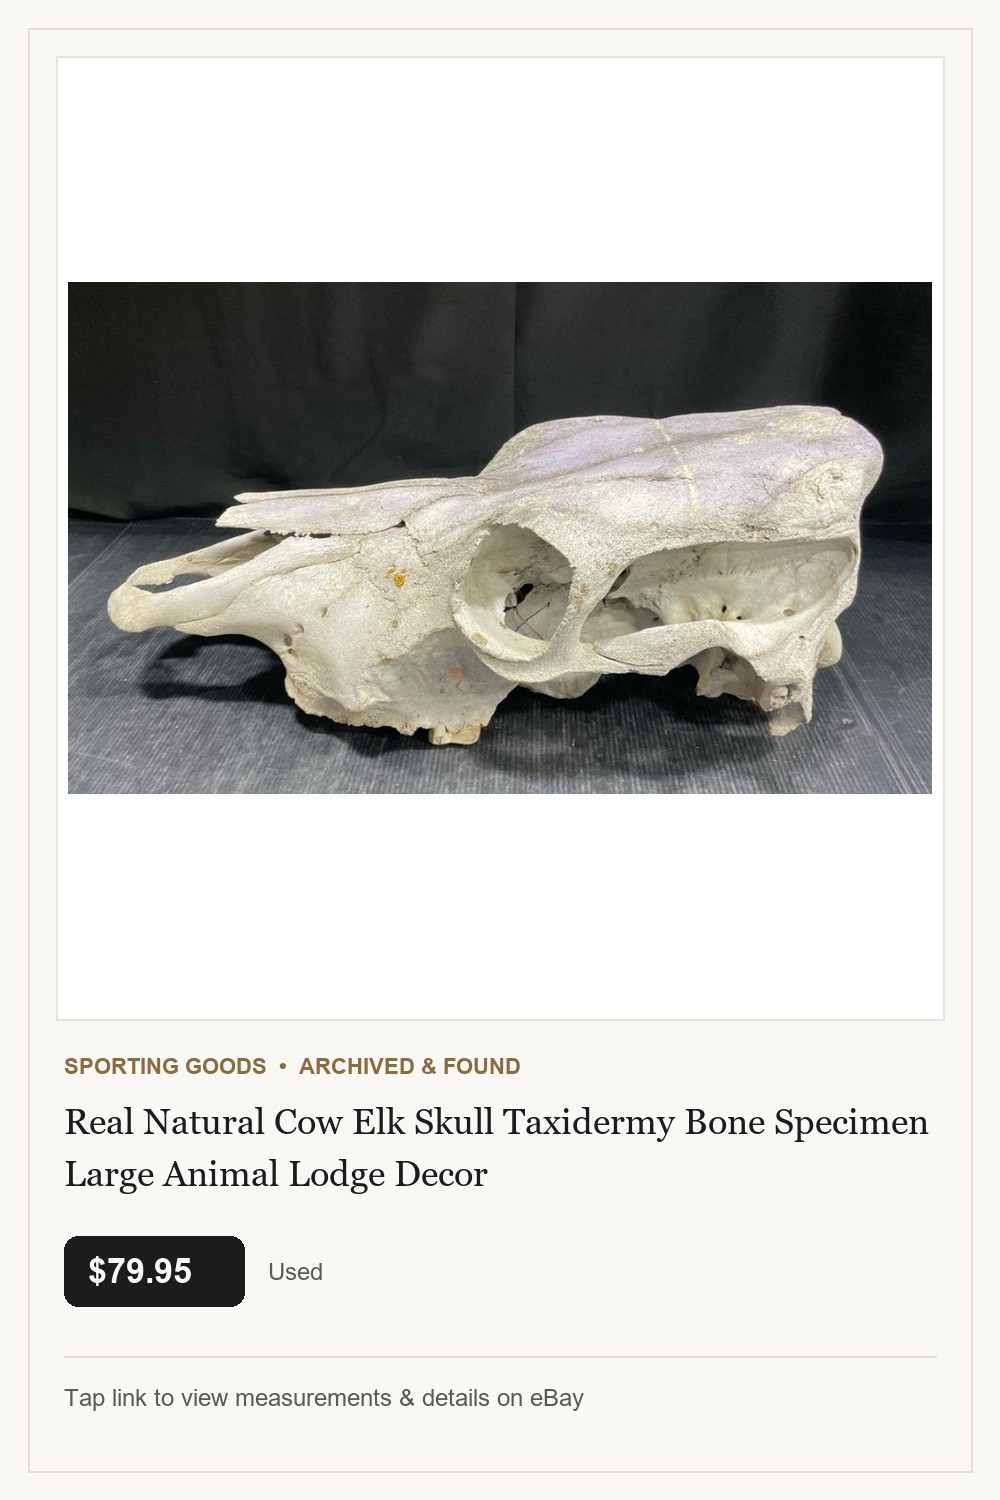 SPORTING GOODS • ARCHIVED & FOUND
Real Natural Cow Elk Skull Taxidermy Bone Specimen
Large Animal Lodge Decor
$79.95
Used
Tap link to view measurements & details on eBay